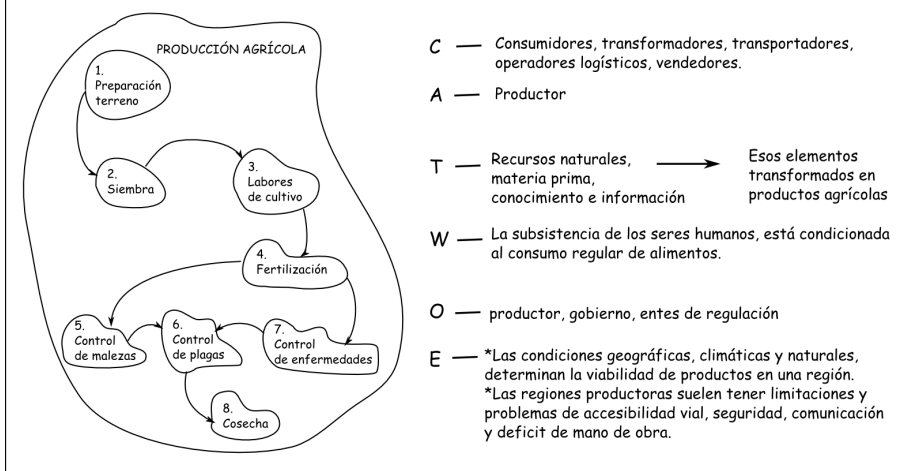 PRODUCCIÓN AGRÍCOLA
1.
Preparación
terreno
2.
Siembra
3.
Labores
de cultivo
4.
Fertilización
5.
Control
de malezas
6.
Control
de plagas
7.
Control
de enfermedades
8.
Cosecha
C — Consumidores, transformadores, transportadores,
operadores logísticos, vendedores.
A — Productor
T — Recursos naturales,
materia prima,
conocimiento e información
Esos elementos
transformados en
productos agrícolas
W — La subsistencia de los seres humanos, está condicionada
al consumo regular de alimentos.
O — productor, gobierno, entes de regulación
E — *Las condiciones geográficas, climáticas y naturales,
determinan la viabilidad de productos en una región.
*Las regiones productoras suelen tener limitaciones y
problemas de accesibilidad vial, seguridad, comunicación
y deficit de mano de obra.